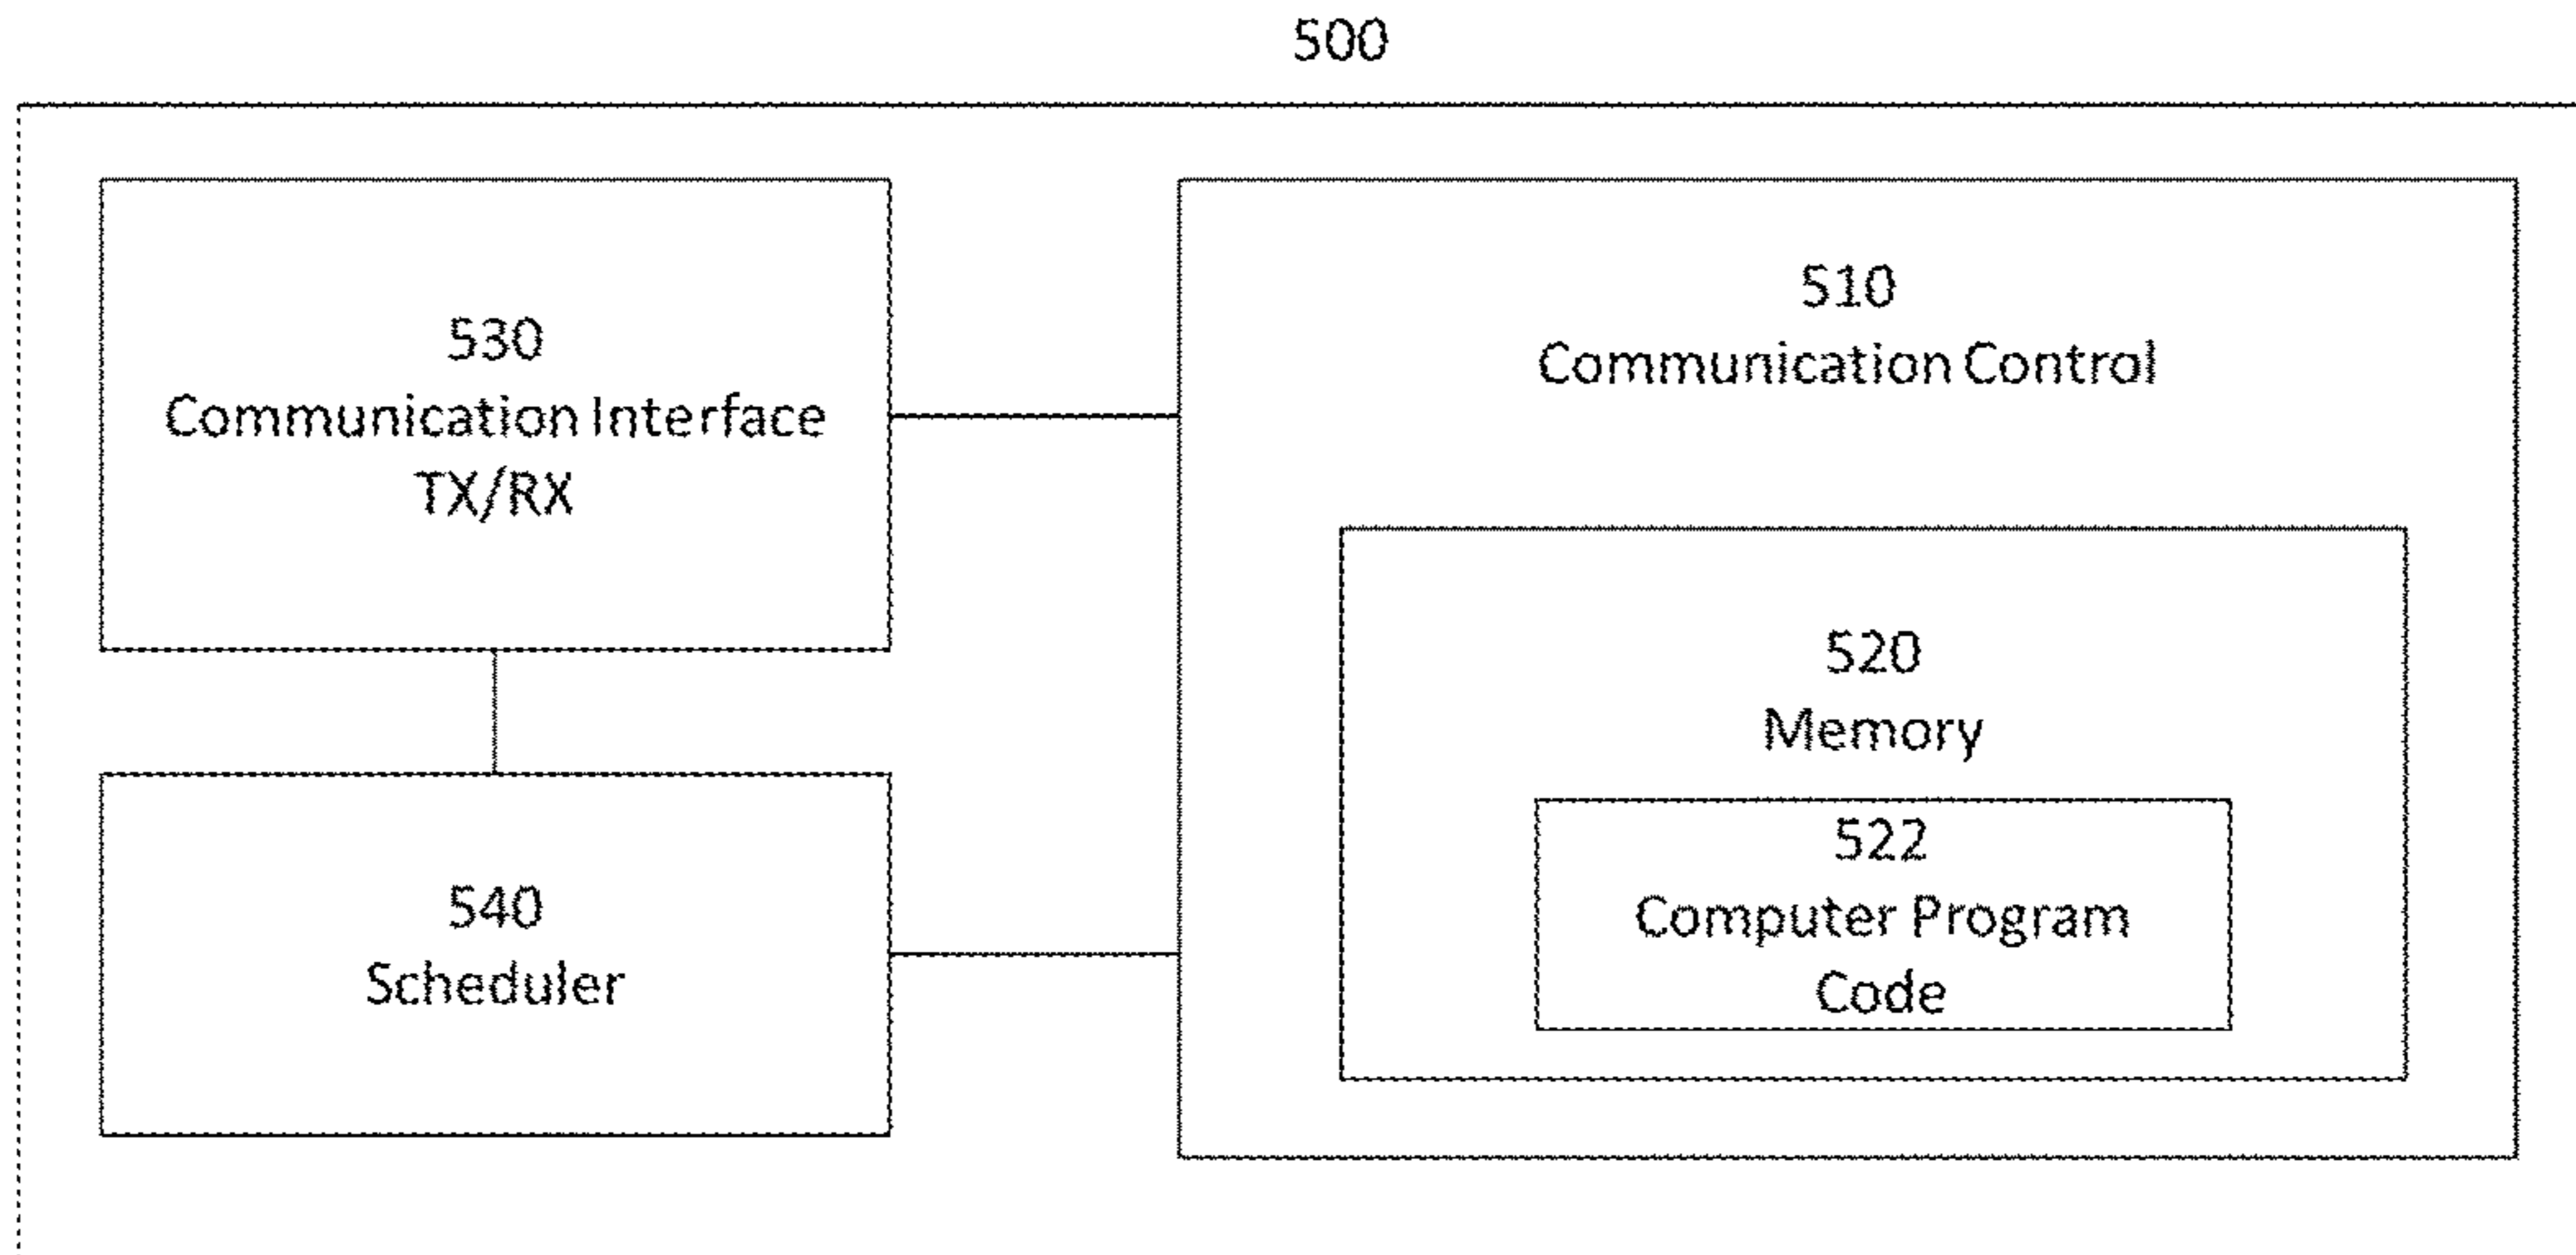 500
530
Communication Interface
TX/RX
510
Communication Control
520
Memory
522
Computer Program
Code
540
Scheduler